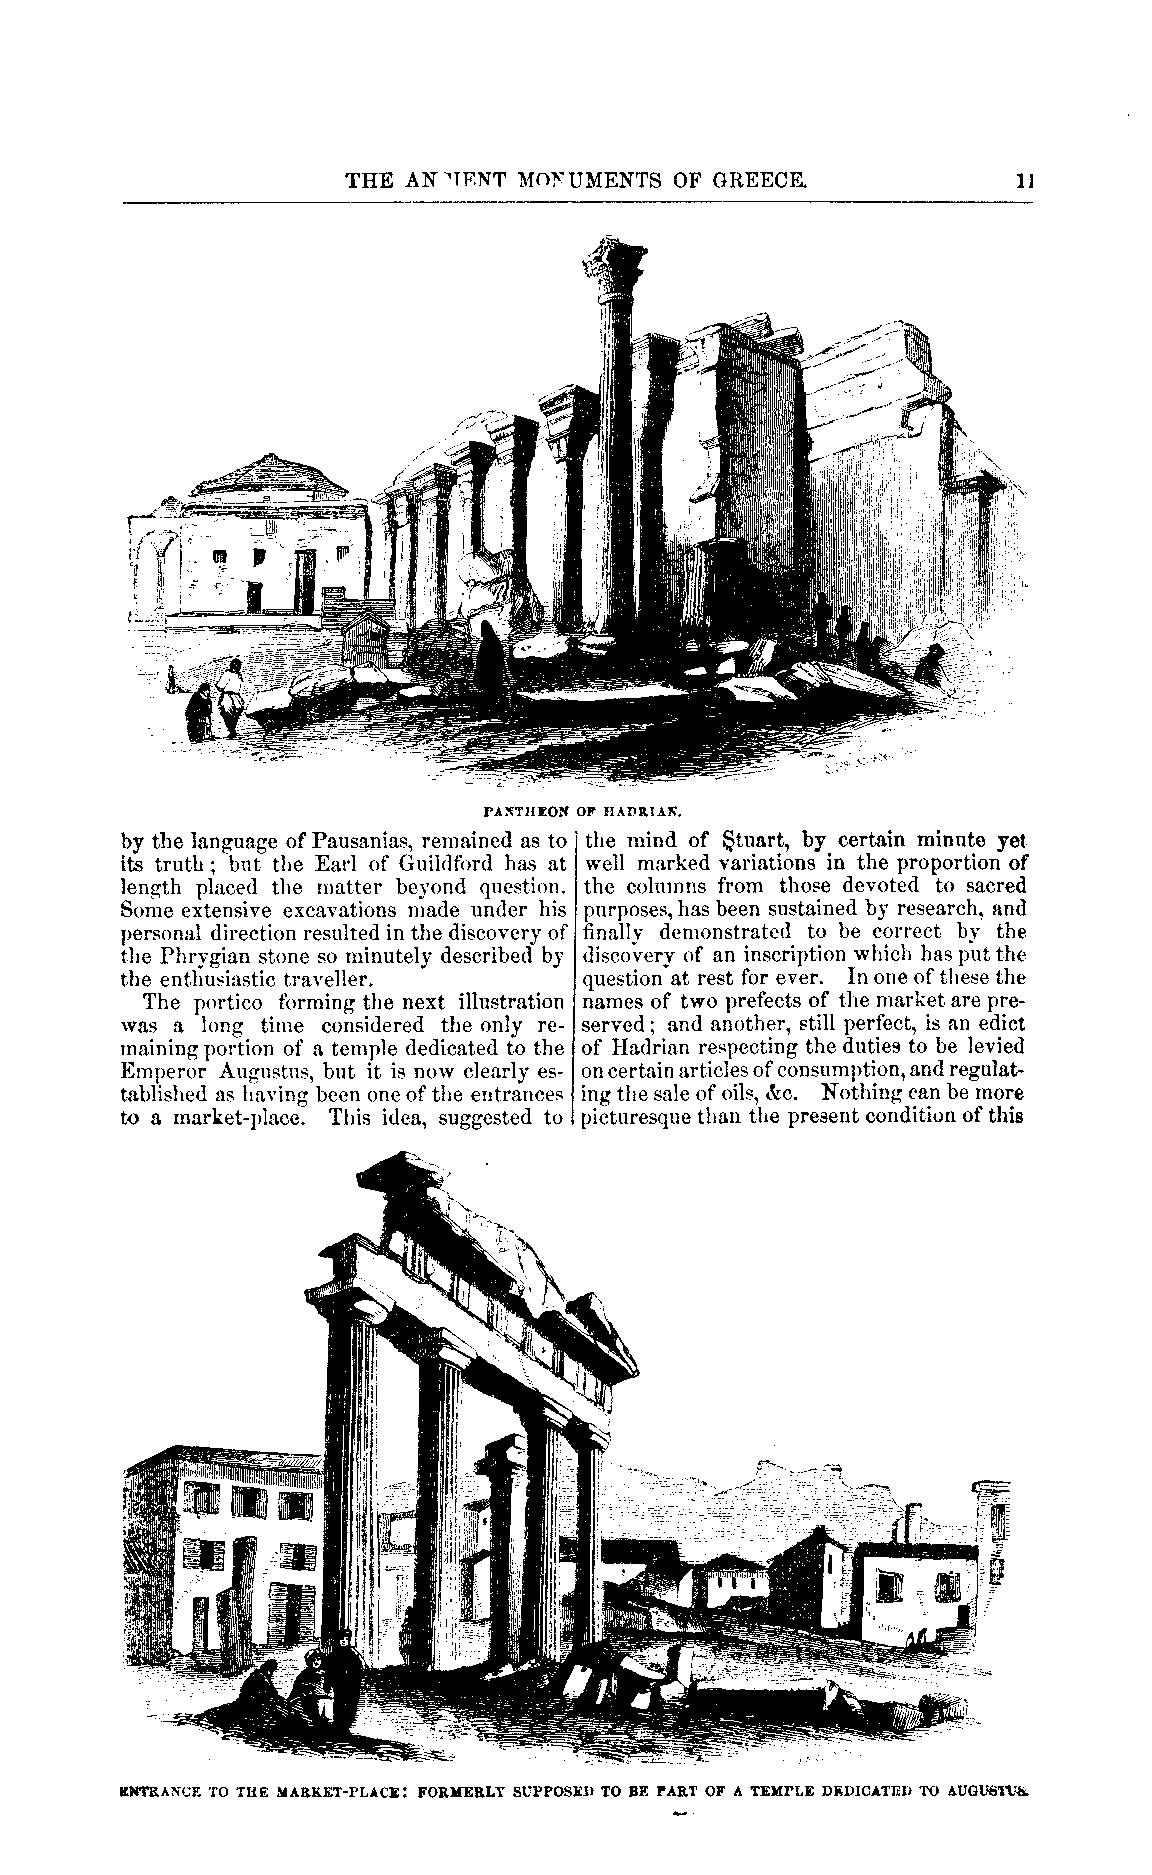 THE ANCIENT MONUMENTS OF GREECE. 11
PANTHEON OF HADRIAN.
by the language of Pausanias, remained as to
its truth; but the Earl of Guildford has at
length placed the matter beyond question.
Some extensive excavations made under his
personal direction resulted in the discovery of
the Phrygian stone so minutely described by
the enthusiastic traveller.
The portico forming the next illustration
was a long time considered the only re-
maining portion of a temple dedicated to the
Emperor Augustus, but it is now clearly es-
tablished as having been one of the entrances
to a market-place. This idea, suggested to
the mind of Stuart, by certain minute yet
well marked variations in the proportion of
the columns from those devoted to sacred
purposes, has been sustained by research, and
finally demonstrated to be correct by the
discovery of an inscription which has put the
question at rest for ever. In one of these the
names of two prefects of the market are pre-
served; and another, still perfect, is an edict
of Hadrian respecting the duties to be levied
on certain articles of consumption, and regulat-
ing the sale of oils, &c. Nothing can be more
picturesque than the present condition of this
ENTRANCE TO THE MARKET-PLACE: FORMERLY SUPPOSED TO BE PART OF A TEMPLE DEDICATED TO AUGUSTUS.